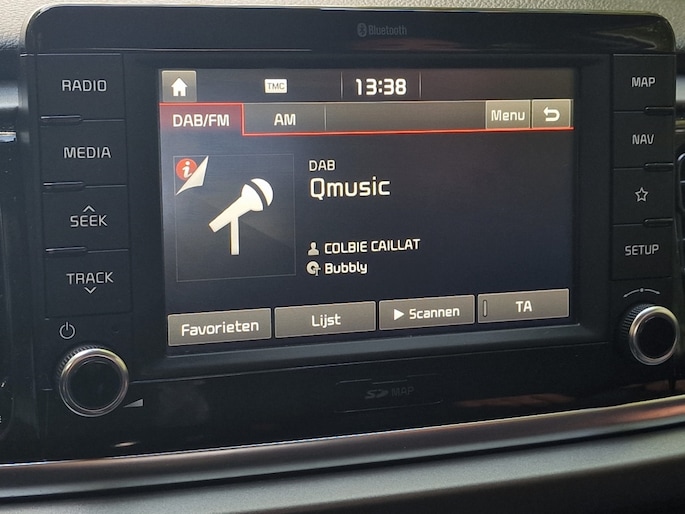 Bluetooth
RADIO
MEDIA
SEEK
TRACK
TMC
13:38
DAB/FM
AM
Menu
DAB
Qmusic
COLBIE CAILLAT
Bubbly
Favorieten
Lijst
Scannen
TA
MAP
NAV
SETUP
SD MAP